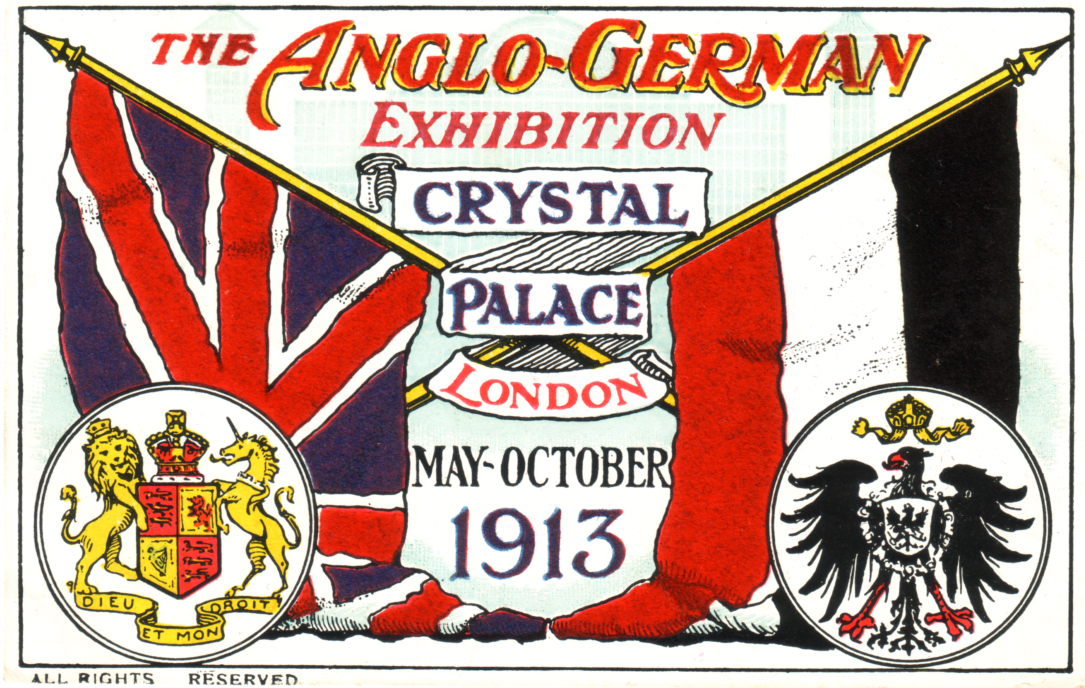 THE ANGLO-GERMAN
EXHIBITION
CRYSTAL
PALACE
LONDON
MAY-OCTOBER
1913
DIEU ET MON DROIT
ALL RIGHTS RESERVED.